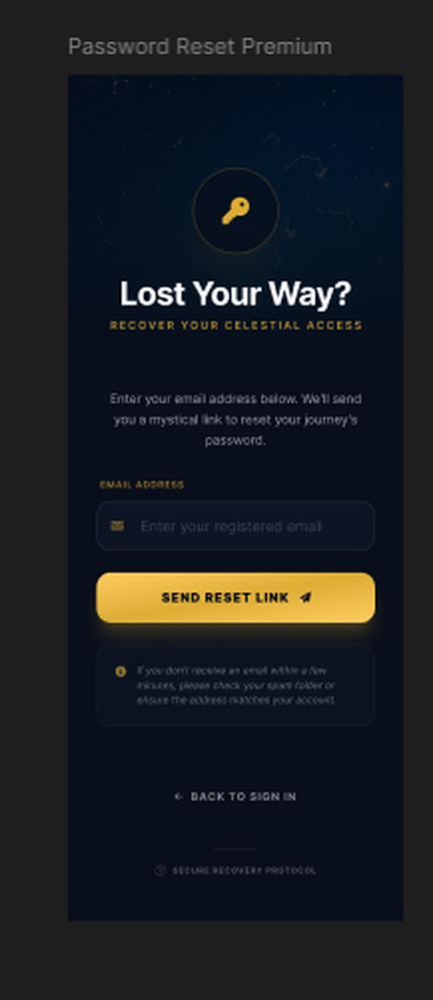 Password Reset Premium
Lost Your Way?
RECOVER YOUR CELESTIAL ACCESS
Enter your email address below. We'll send
you a mystical link to reset your journey's
password.
EMAIL ADDRESS
Enter your registered email
SEND RESET LINK
If you don't receive an email within a few
minutes, please check your spam folder or
ensure the address matches your account.
← BACK TO SIGN IN
SECURE RECOVERY PROTOCOL